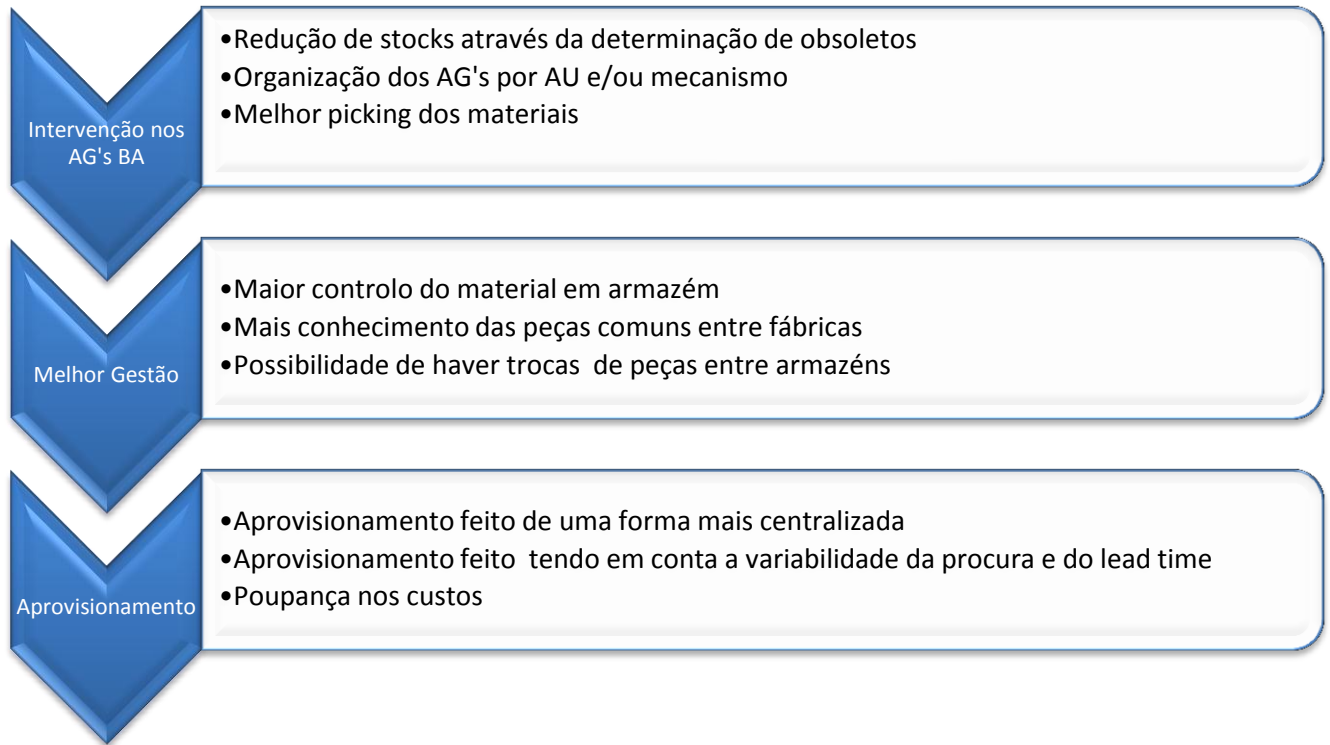 Intervenção nos
AG's BA
•Redução de stocks através da determinação de obsoletos
•Organização dos AG's por AU e/ou mecanismo
•Melhor picking dos materiais
Melhor Gestão
•Maior controlo do material em armazém
•Mais conhecimento das peças comuns entre fábricas
•Possibilidade de haver trocas  de peças entre armazéns
Aprovisionamento
•Aprovisionamento feito de uma forma mais centralizada
•Aprovisionamento feito  tendo em conta a variabilidade da procura e do lead time
•Poupança nos custos